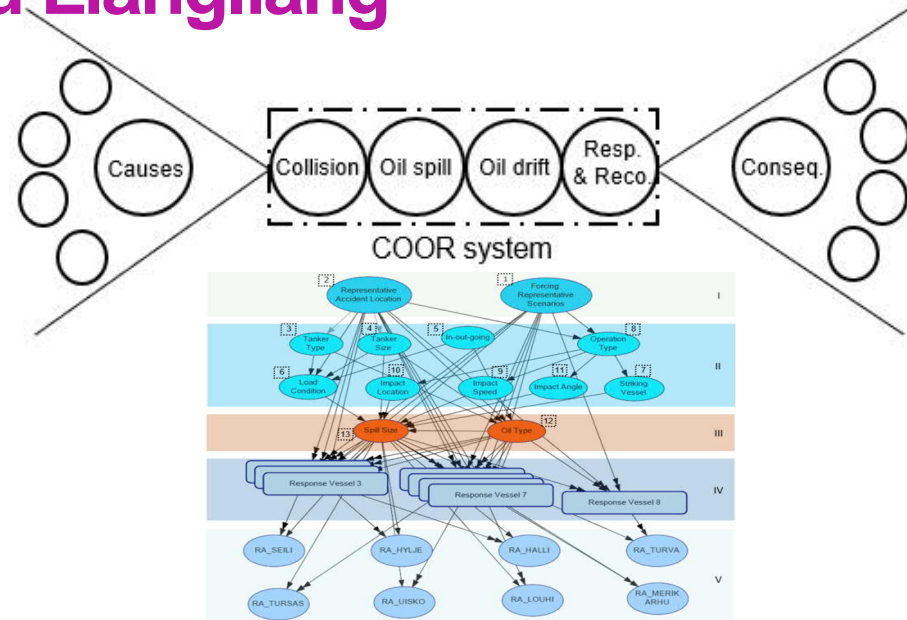 Causes
Collision
Oil spill
Oil drift
Resp.
& Reco.
Conseq.
COOR system
2
Representative
Accident Location
1
Forcing
Representative
Scenarios
I
3
Tanker
Type
4
Tanker
Size
5
In-out-going
8
Operation
Type
6
Load
Condition
10
Impact
Location
9
Impact
Speed
11
Impact Angle
7
Striking
Vessel
II
13
Spill Size
Oil Type
12
III
Response Vessel 3
Response Vessel 7
Response Vessel 8
IV
RA_SEILI
RA_HYLJE
RA_HALLI
RA_TURVA
RA_TURSAS
RA_UISKO
RA_LOUHI
RA_MERIK
ARHU
V